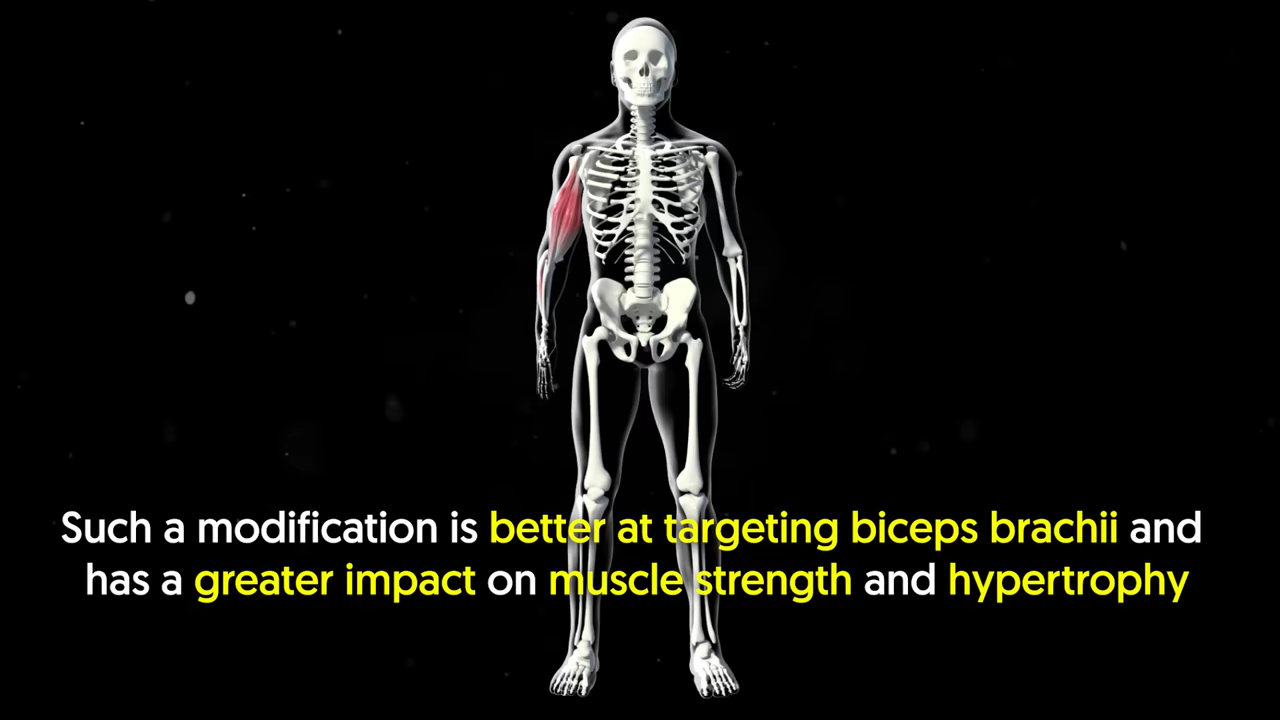 Such a modification is better at targeting biceps brachii and
has a greater impact on muscle strength and hypertrophy